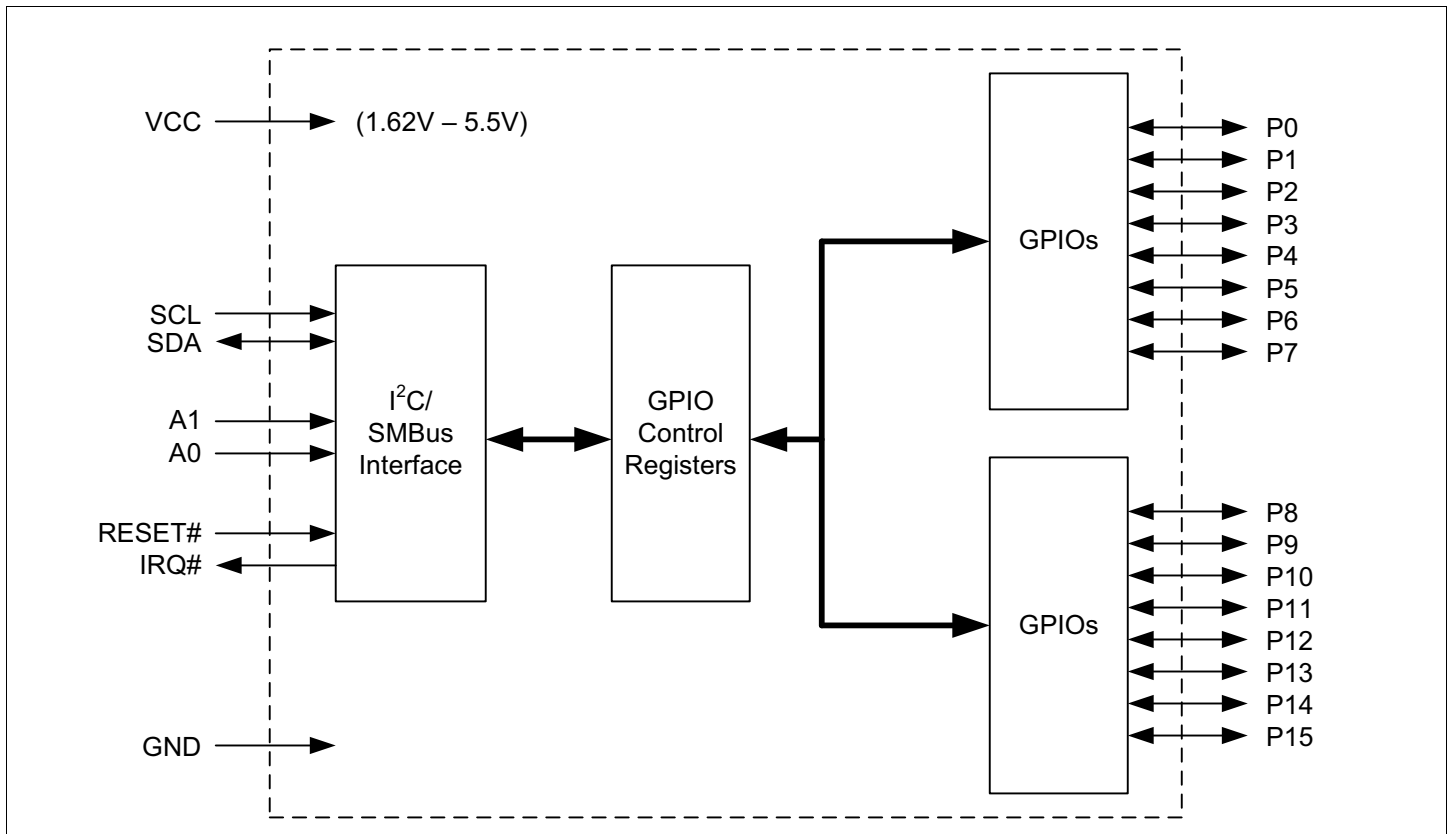 VCC
(1.62V – 5.5V)
SCL
SDA
A1
A0
RESET#
IRQ#
GND
I²C/
SMBus
Interface
GPIO
Control
Registers
GPIOs
P0
P1
P2
P3
P4
P5
P6
P7
GPIOs
P8
P9
P10
P11
P12
P13
P14
P15